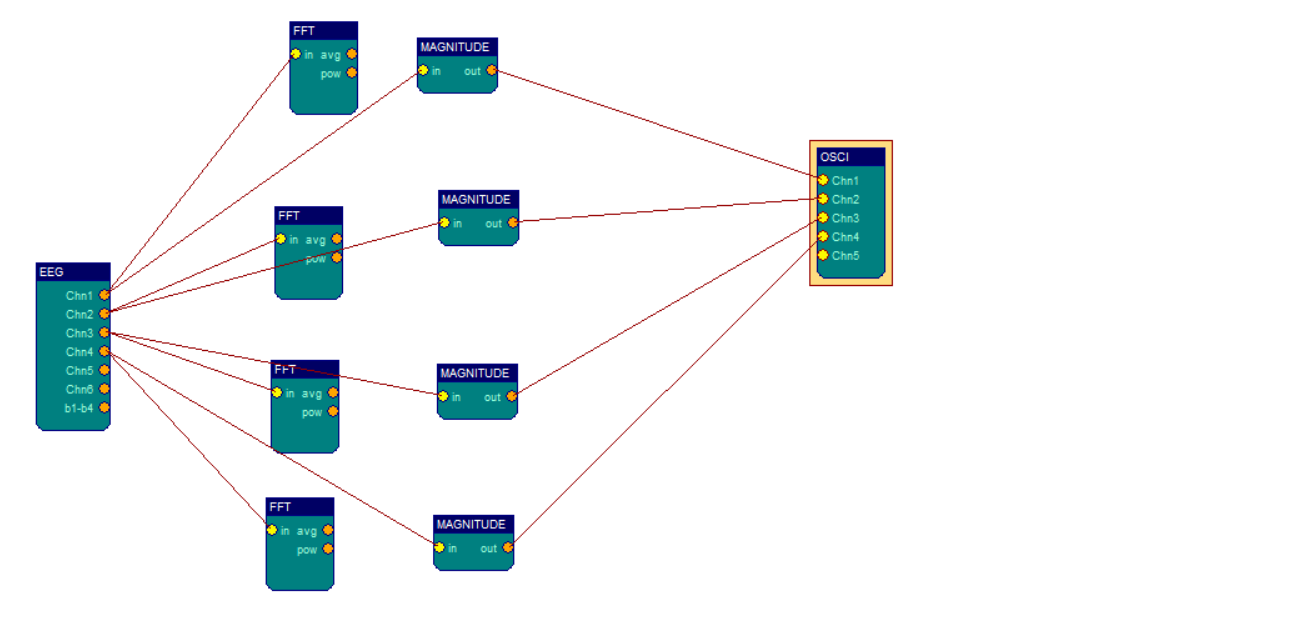 FFT
in avg
pow
MAGNITUDE
in out
OSCI
Chn1
Chn2
Chn3
Chn4
Chn5
MAGNITUDE
in out
FFT
in avg
pow
EEG
Chn1
Chn2
Chn3
Chn4
Chn5
Chn6
b1-b4
FFT
in avg
pow
MAGNITUDE
in out
FFT
in avg
pow
MAGNITUDE
in out